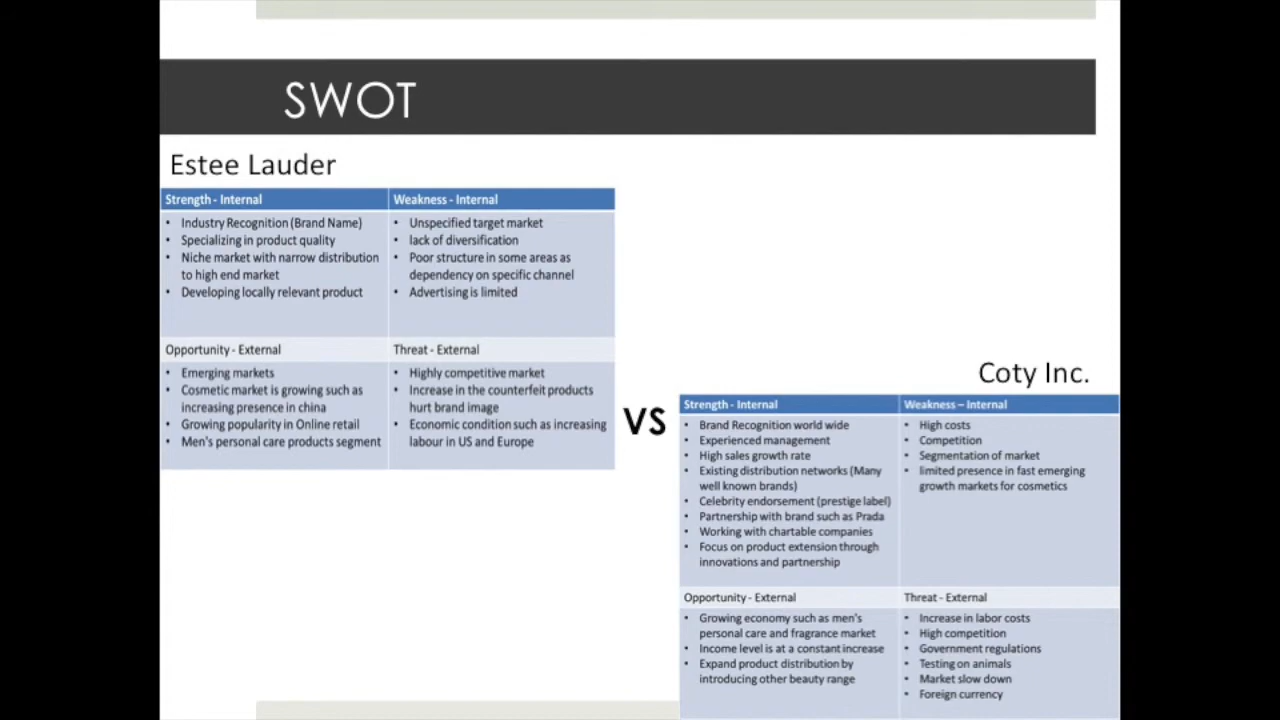 SWOT
Estee Lauder
Strength - Internal
• Industry Recognition (Brand Name)
• Specializing in product quality
• Niche market with narrow distribution
to high end market
• Developing locally relevant product
Weakness - Internal
• Unspecified target market
• lack of diversification
• Poor structure in some areas as
dependency on specific channel
• Advertising is limited
Opportunity - External
• Emerging markets
• Cosmetic market is growing such as
increasing presence in china
• Growing popularity in Online retail
• Men's personal care products segment
Threat - External
• Highly competitive market
• Increase in the counterfeit products
hurt brand image
• Economic condition such as increasing
labour in US and Europe
VS
Coty Inc.
Strength - Internal
• Brand Recognition world wide
• Experienced management
• High sales growth rate
• Existing distribution networks (Many
well known brands)
• Celebrity endorsement (prestige label)
• Partnership with brand such as Prada
• Working with chartable companies
• Focus on product extension through
innovations and partnership
Weakness – Internal
• High costs
• Competition
• Segmentation of market
• limited presence in fast emerging
growth markets for cosmetics
Opportunity - External
• Growing economy such as men's
personal care and fragrance market
• Income level is at a constant increase
• Expand product distribution by
introducing other beauty range
Threat - External
• Increase in labor costs
• High competition
• Government regulations
• Testing on animals
• Market slow down
• Foreign currency